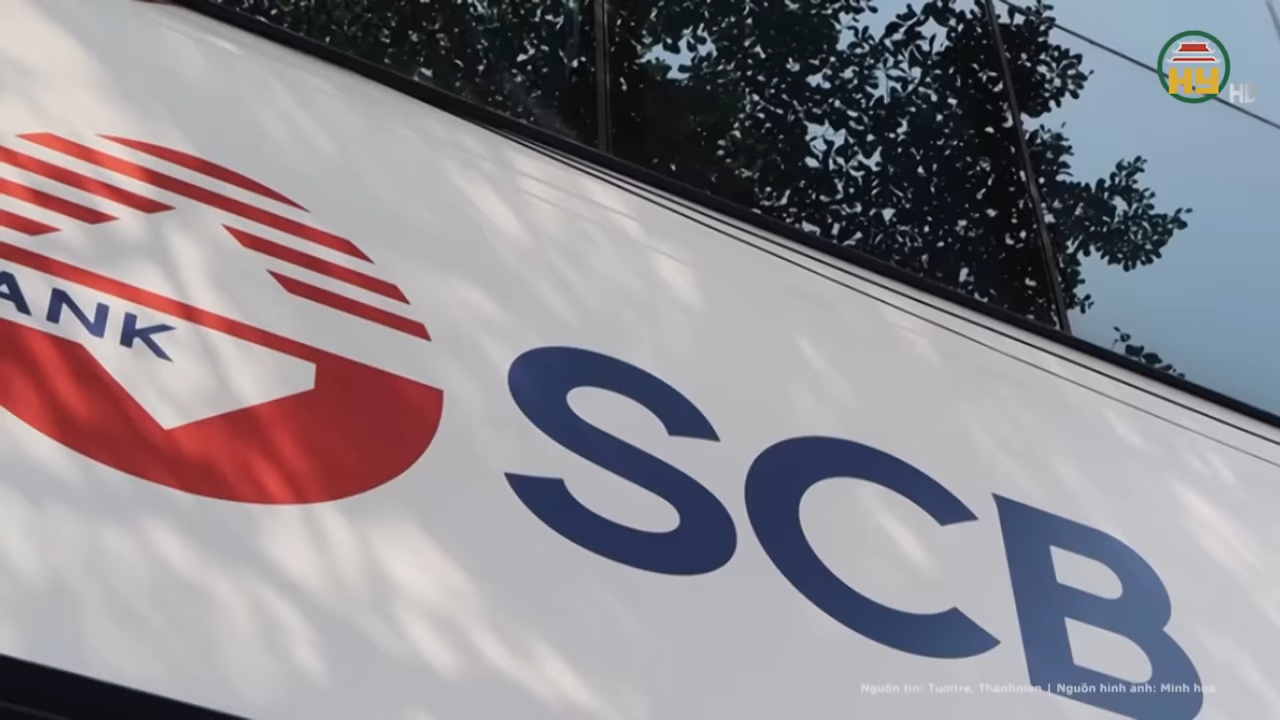 HY
HD
ANK
SCB
Nguồn tin: Tuoitre, Thanhnien | Nguồn hình ảnh: Minh họa